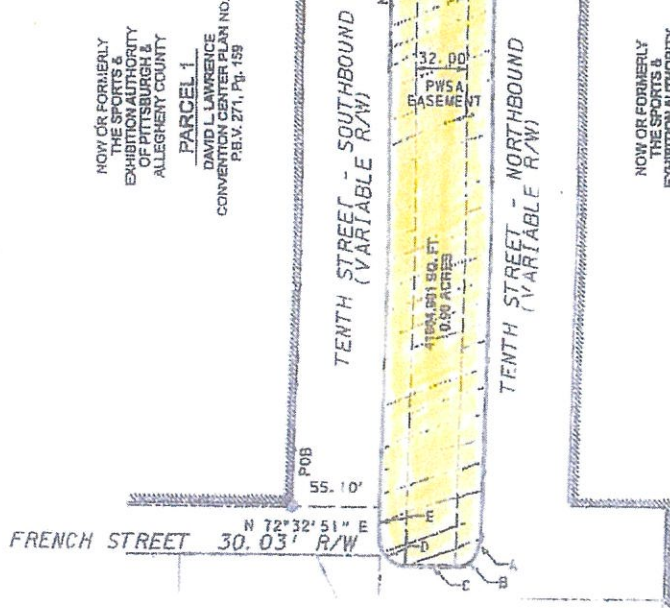 NOW OR FORMERLY
THE SPORTS &
EXHIBITION AUTHORITY
OF PITTSBURGH &
ALLEGHENY COUNTY
PARCEL 1
DAVID L LAWRENCE
CONVENTION CENTER PLAN NO.
P.B.V. 271, Pg. 159
TENTH STREET - SOUTHBOUND
(VARIABLE R/W)
32.00
PWSA
EASEMENT
SQ. FT.
0.90 ACRES
TENTH STREET - NORTHBOUND
(VARIABLE R/W)
NOW OR FORMERLY
THE SPORTS &
POB
55.10'
N 72°32'51" E
FRENCH STREET 30.03' R/W
E
D
A
B
C